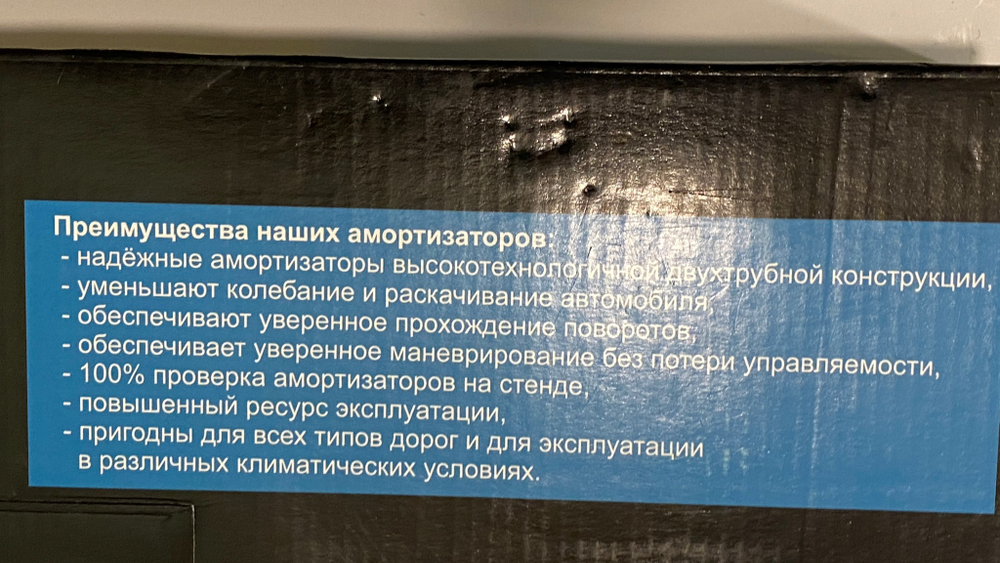 Преимущества наших амортизаторов:
- надёжные амортизаторы высокотехнологичной двухтрубной конструкции,
- уменьшают колебание и раскачивание автомобиля,
- обеспечивают уверенное прохождение поворотов,
- обеспечивает уверенное маневрирование без потери управляемости,
- 100% проверка амортизаторов на стенде,
- повышенный ресурс эксплуатации,
- пригодны для всех типов дорог и для эксплуатации
в различных климатических условиях.